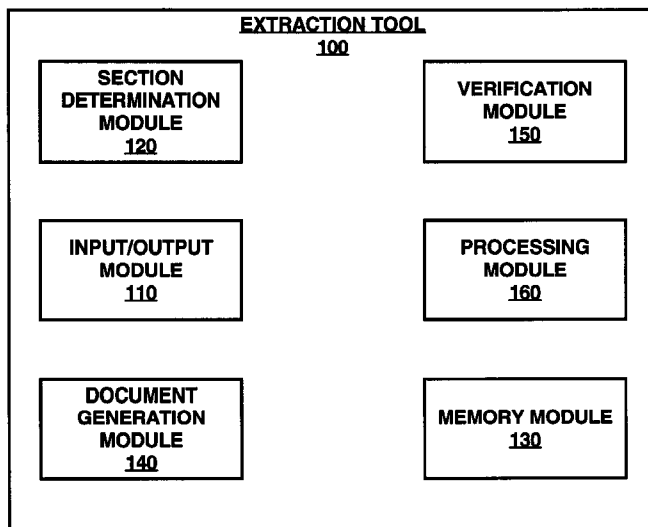 EXTRACTION TOOL
100
SECTION
DETERMINATION
MODULE
120
VERIFICATION
MODULE
150
INPUT/OUTPUT
MODULE
110
PROCESSING
MODULE
160
DOCUMENT
GENERATION
MODULE
140
MEMORY MODULE
130